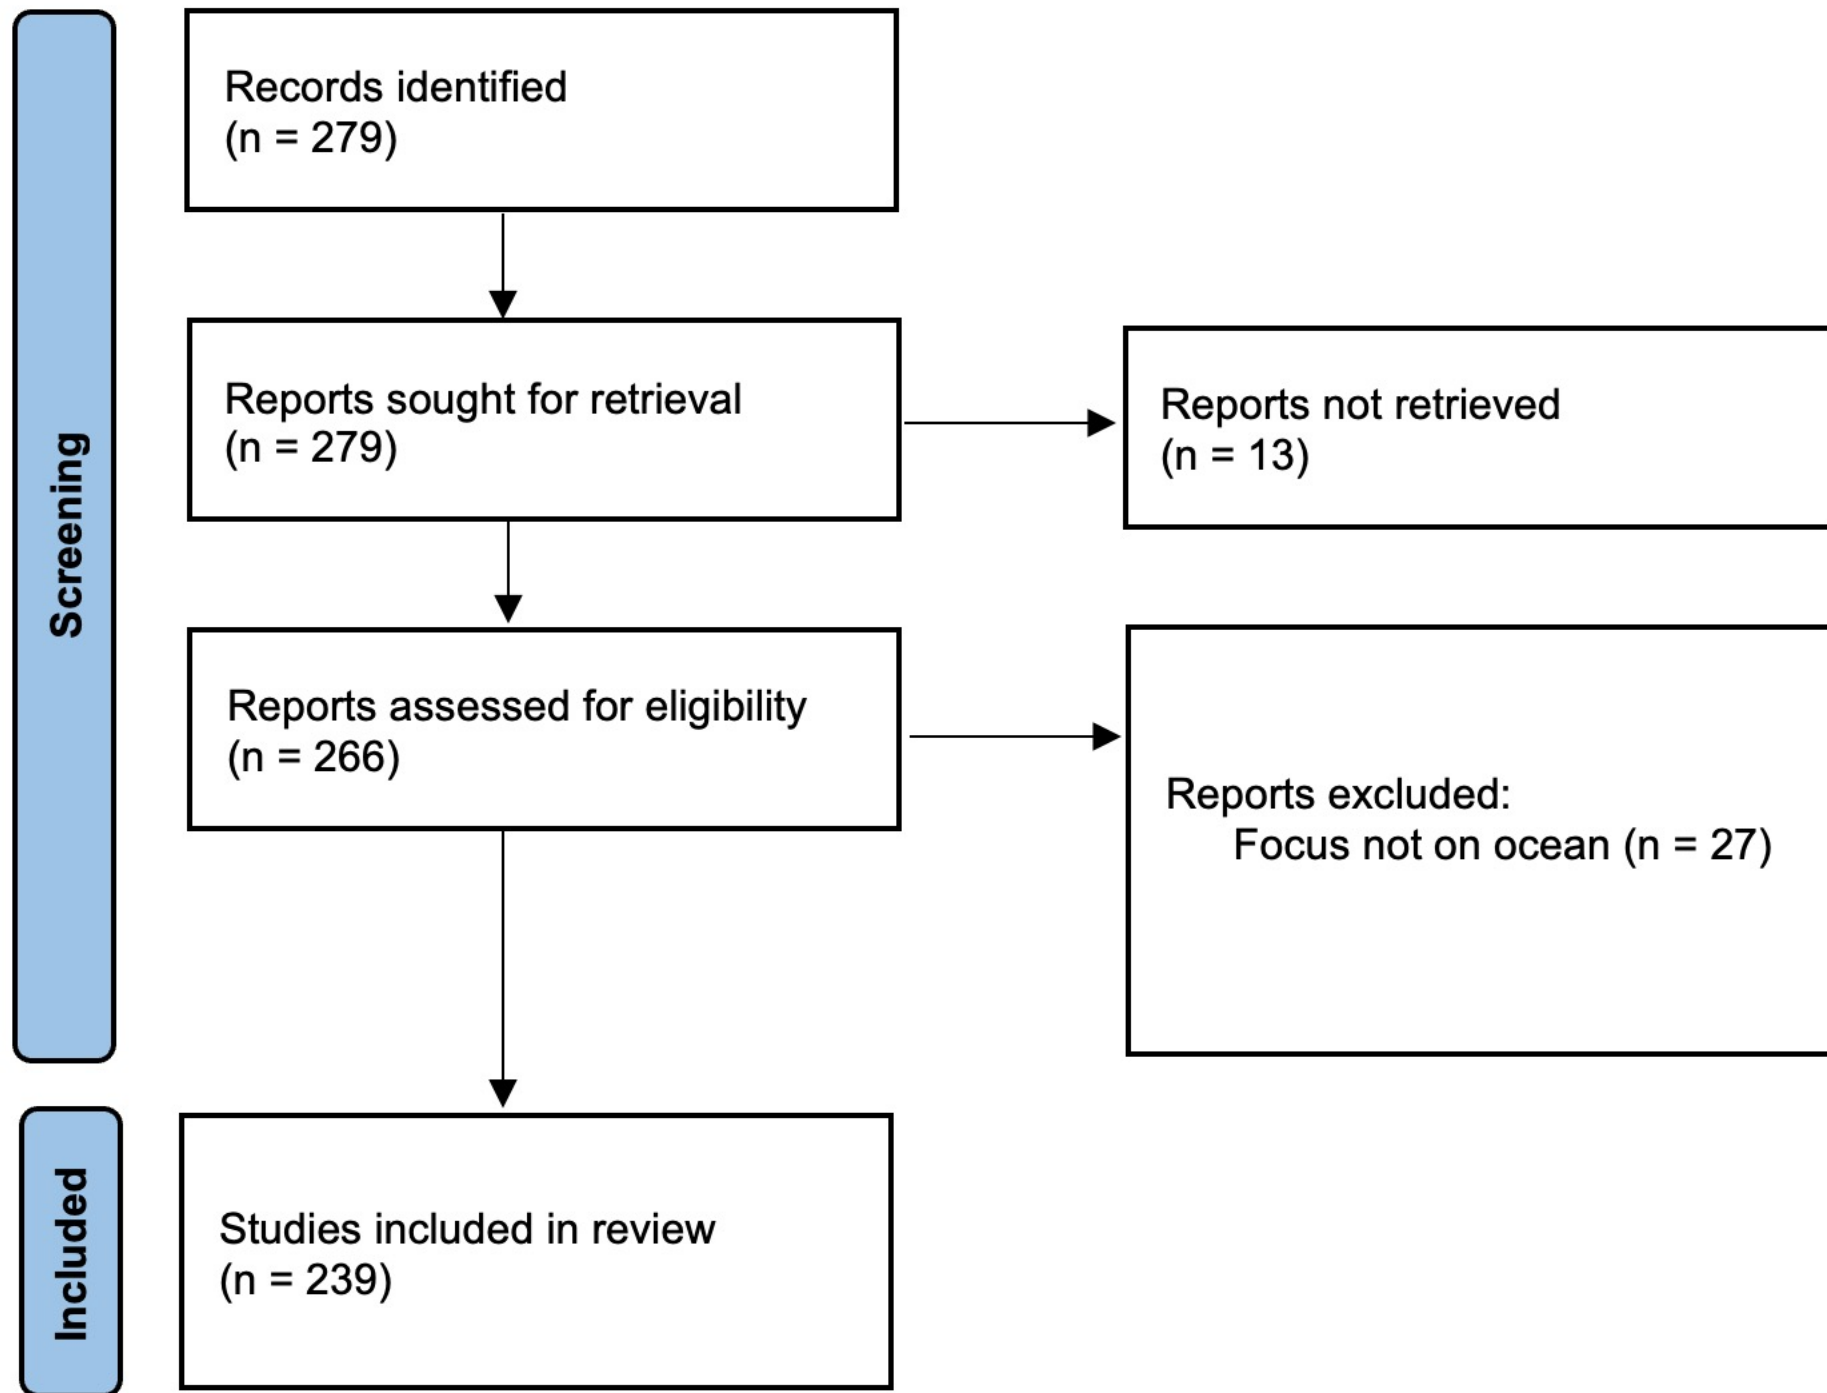 Screening
Records identified
(n = 279)
Reports sought for retrieval
(n = 279)
Reports not retrieved
(n = 13)
Reports assessed for eligibility
(n = 266)
Reports excluded:
Focus not on ocean (n = 27)
Included
Studies included in review
(n = 239)